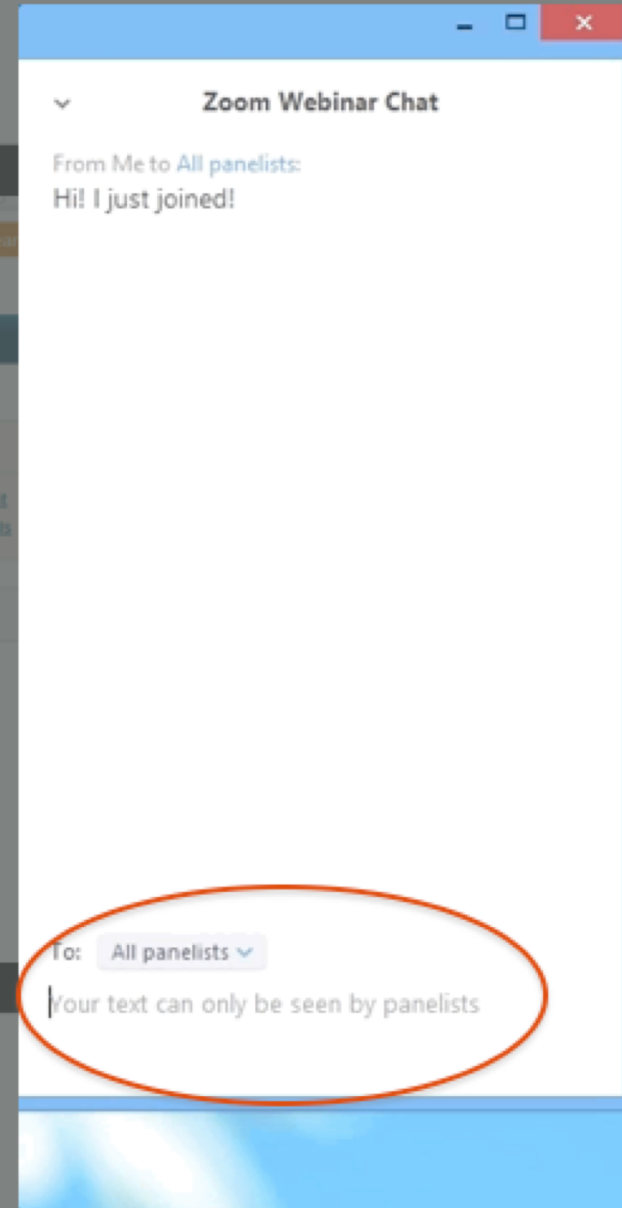 Zoom Webinar Chat
From Me to All panelists:
Hi! I just joined!
To: All panelists
Your text can only be seen by panelists